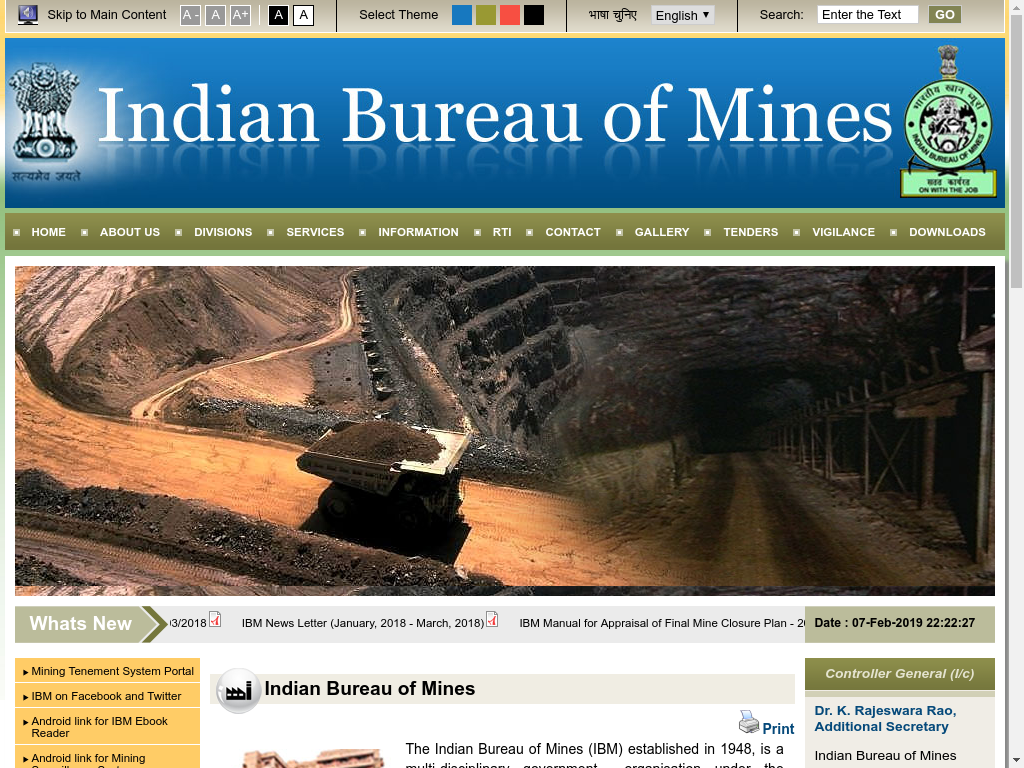 Skip to Main Content A - A A+ A A Select Theme भाषा चुनिए English Search: Enter the Text GO
Indian Bureau of Mines
सत्यमेव जयते
भारतीय खान ब्यूरो
INDIAN BUREAU OF MINES
सतत कार्यरत
ON WITH THE JOB
HOME ABOUT US DIVISIONS SERVICES INFORMATION RTI CONTACT GALLERY TENDERS VIGILANCE DOWNLOADS
Whats New 03/2018 IBM News Letter (January, 2018 - March, 2018) IBM Manual for Appraisal of Final Mine Closure Plan - 20 Date : 07-Feb-2019 22:22:27
Mining Tenement System Portal
IBM on Facebook and Twitter
Android link for IBM Ebook
Reader
Android link for Mining
Indian Bureau of Mines
Print
The Indian Bureau of Mines (IBM) established in 1948, is a
multi-disciplinary government organisation under the
Controller General (I/c)
Dr. K. Rajeswara Rao,
Additional Secretary
Indian Bureau of Mines